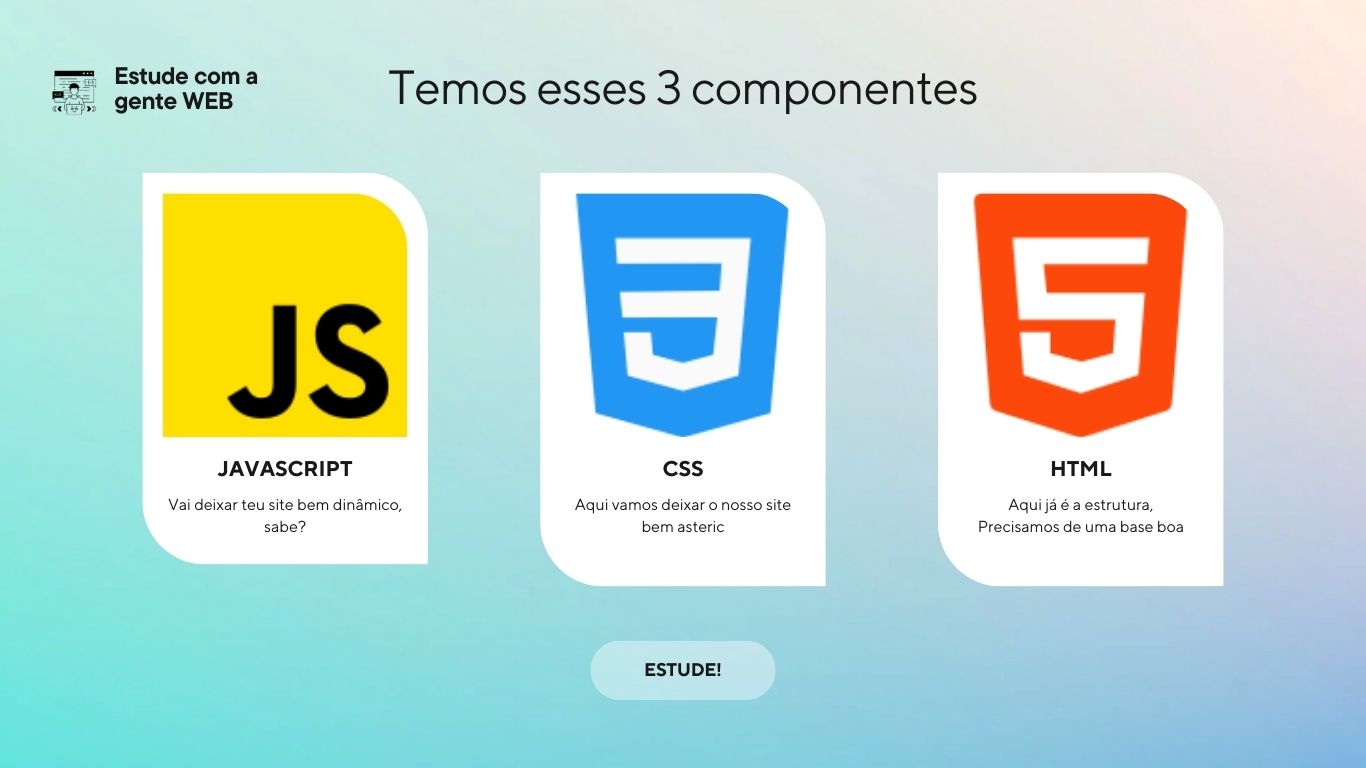 Estude com a
gente WEB
Temos esses 3 componentes
JS
JAVASCRIPT
Vai deixar teu site bem dinâmico,
sabe?
CSS
Aqui vamos deixar o nosso site
bem asteric
HTML
Aqui já é a estrutura,
Precisamos de uma base boa
ESTUDE!